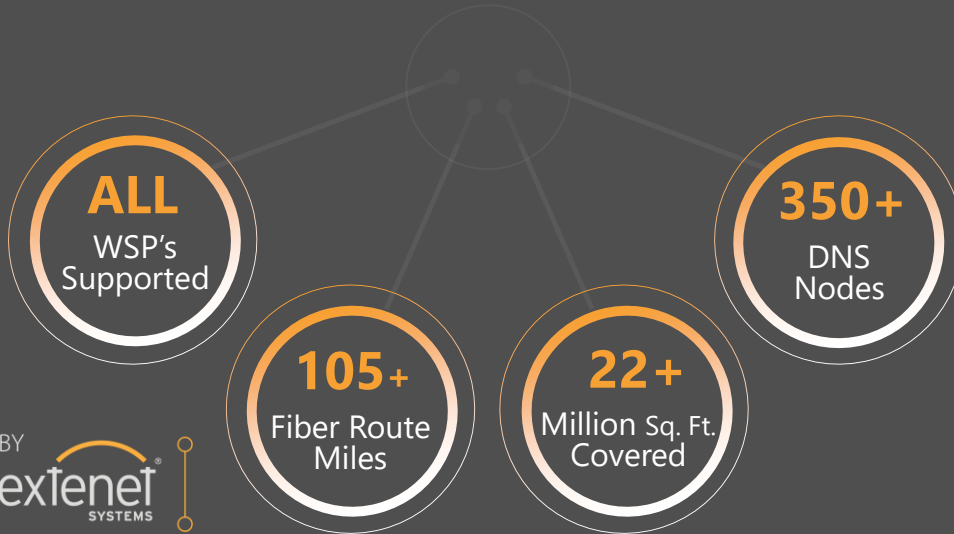 ALL
WSP's
Supported
105+
Fiber Route
Miles
22+
Million Sq. Ft.
Covered
350+
DNS
Nodes
BY
extenet®
SYSTEMS